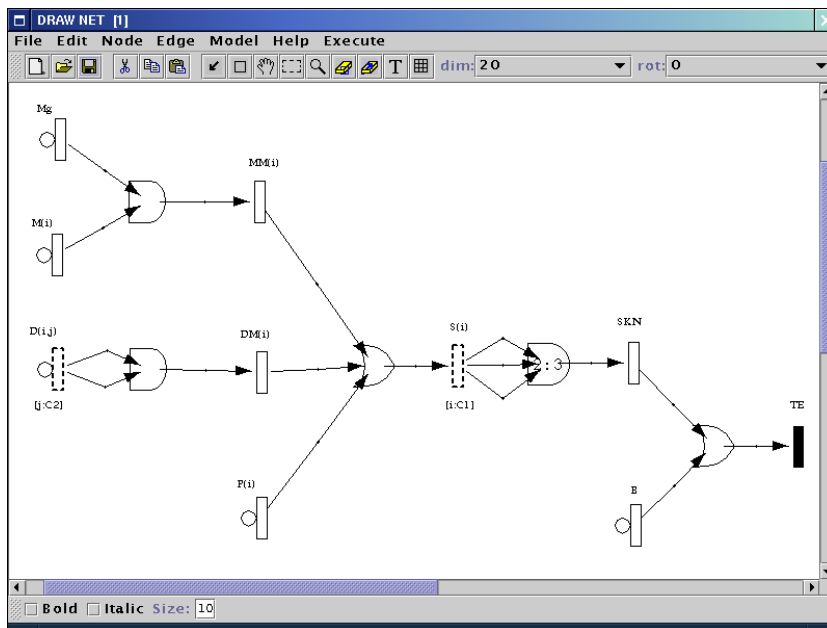 DRAW NET [1]
File Edit Node Edge Model Help Execute
T dim: 20 rot: 0
Mg
MM(i)
M(i)
D(i,j)
DM(i)
S(i)
SKN
2:3
[j:C2]
[i:C1]
TE
P(i)
B
Bold Italic Size: 10